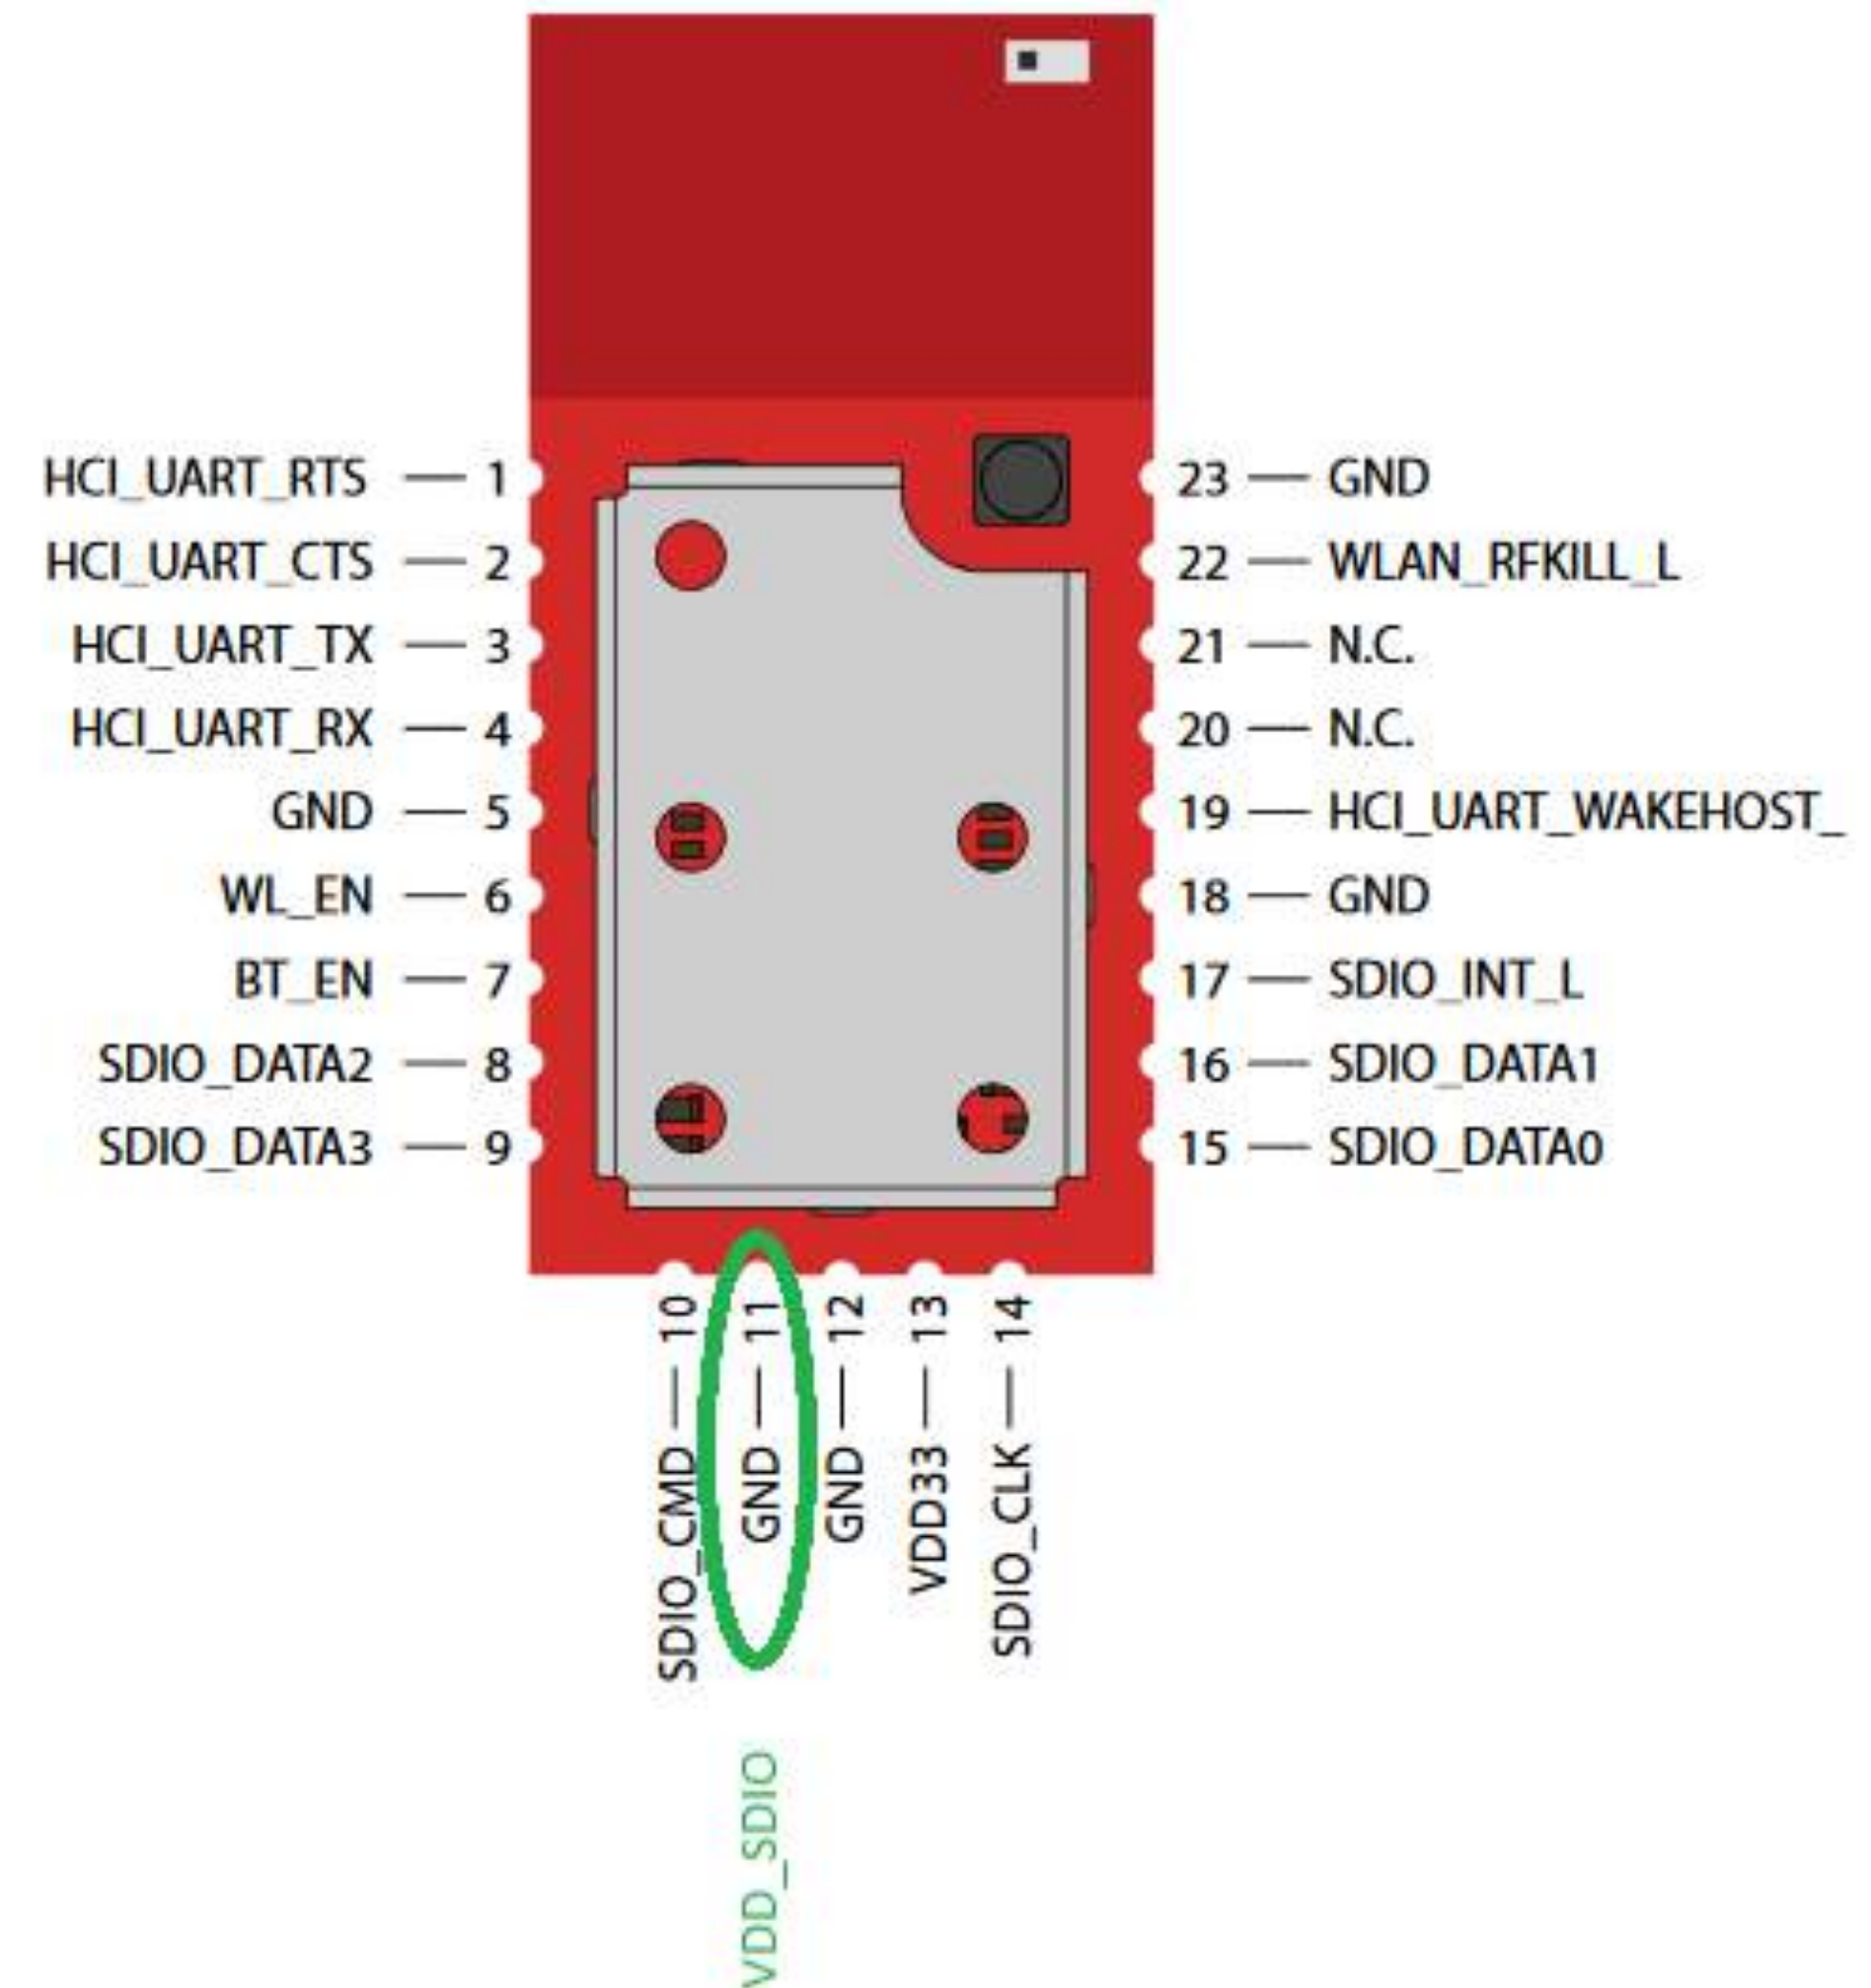 HCI_UART_RTS — 1
HCI_UART_CTS — 2
HCI_UART_TX — 3
HCI_UART_RX — 4
GND — 5
WL_EN — 6
BT_EN — 7
SDIO_DATA2 — 8
SDIO_DATA3 — 9
SDIO_CMD — 10
GND — 11
GND — 12
VDD33 — 13
SDIO_CLK — 14
23 — GND
22 — WLAN_RFKILL_L
21 — N.C.
20 — N.C.
19 — HCI_UART_WAKEHOST_
18 — GND
17 — SDIO_INT_L
16 — SDIO_DATA1
15 — SDIO_DATA0
VDD_SDIO